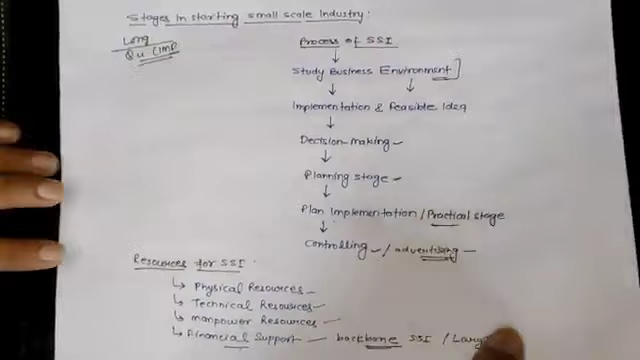 Stages in starting small scale Industry:
Long
Qu (IMP)
Process of SSI
↓
Study Business Environment]
↓ ↓
Implementation & feasible Idea
↓
Decision-making
↓
Planning stage
↓
Plan Implementation / Practical stage
↓
Controlling / advertising
Resources for SSI:
↳ Physical Resources
↳ Technical Resources
↳ Manpower Resources
↳ Financial Support — backbone SSI /